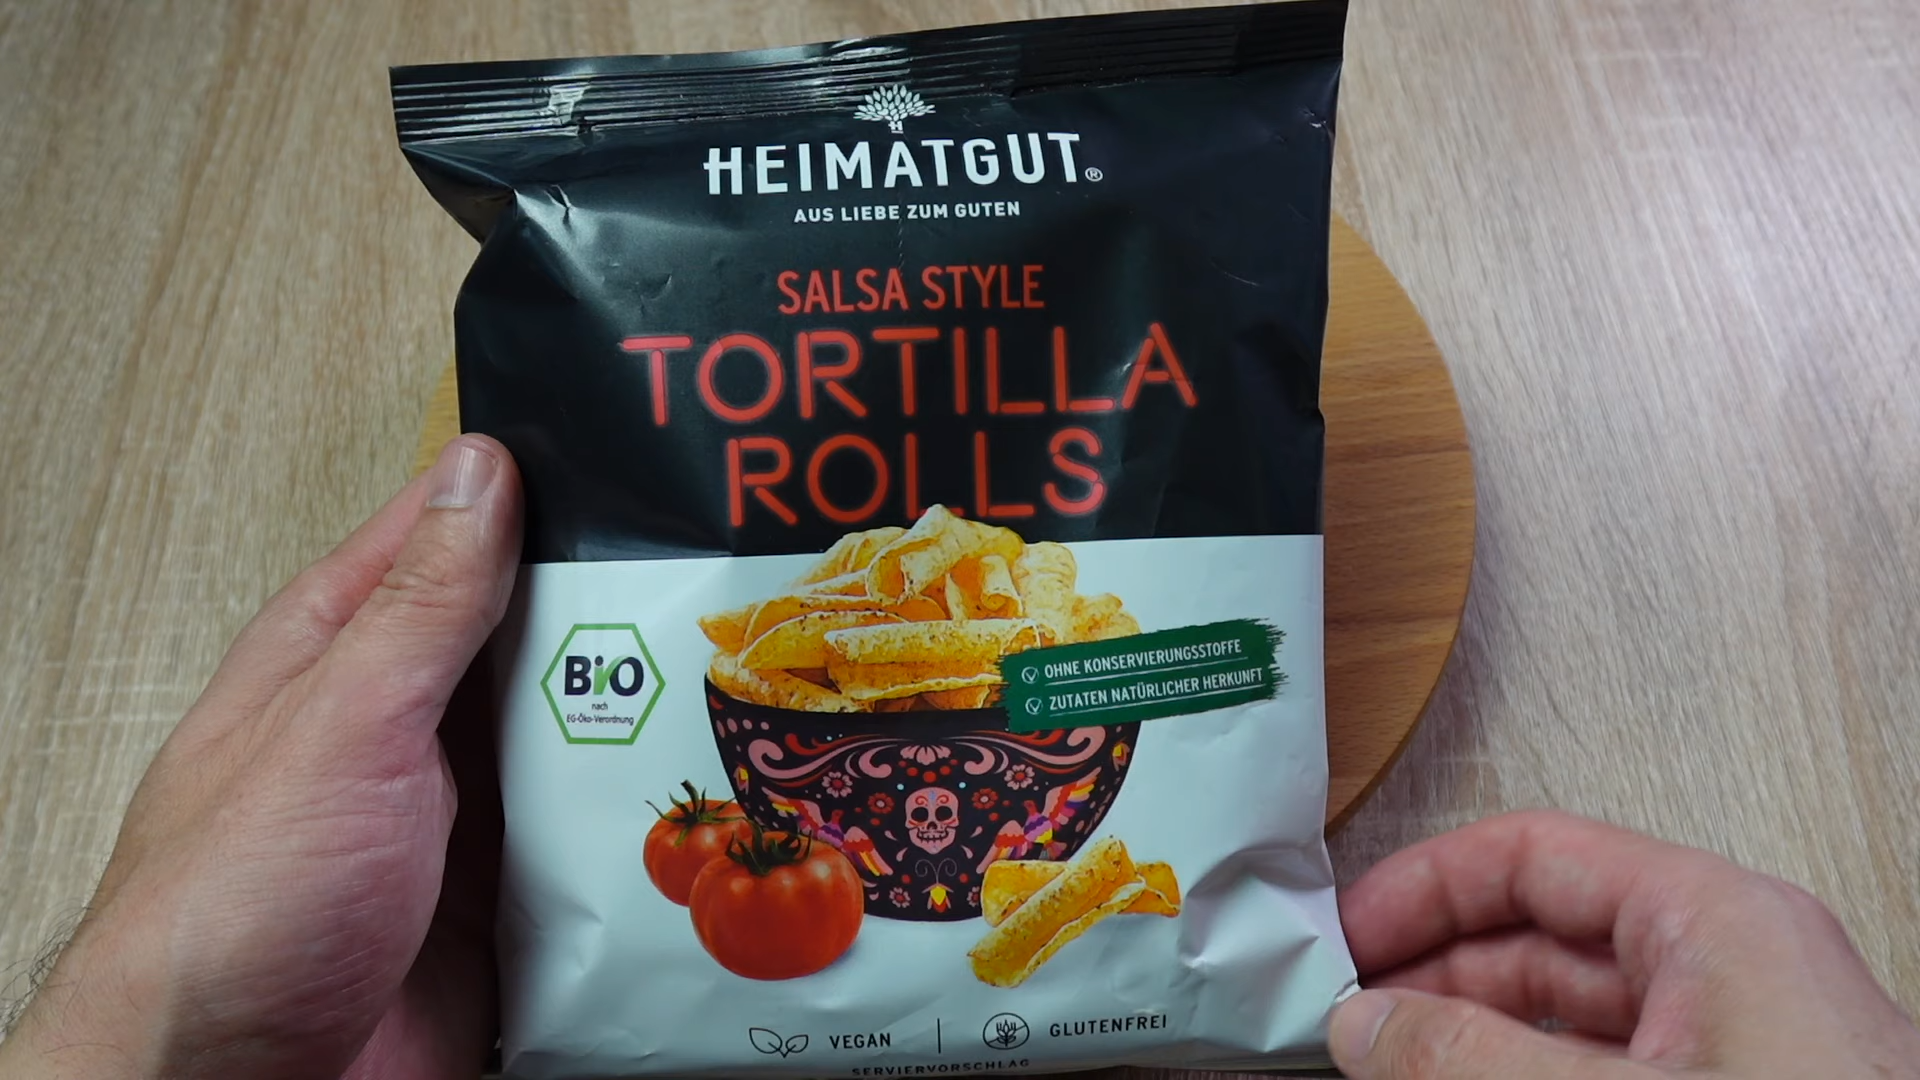 HEIMATGUT®
AUS LIEBE ZUM GUTEN
SALSA STYLE
TORTILLA
ROLLS
BiO
nach
EG-Öko-Verordnung
OHNE KONSERVIERUNGSSTOFFE
ZUTATEN NATÜRLICHER HERKUNFT
VEGAN
GLUTENFREI
SERVIERVORSCHLAG